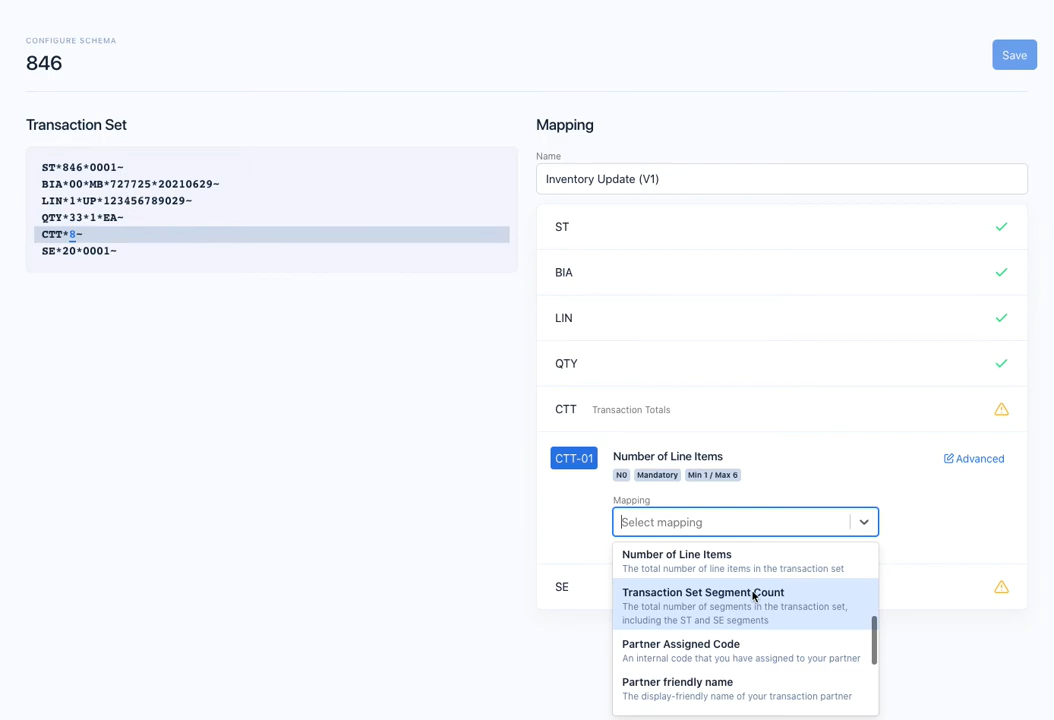 CONFIGURE SCHEMA
846
Save
Transaction Set
ST*846*0001~
BIA*00*MB*727725*20210629~
LIN*1*UP*123456789029~
QTY*33*1*EA~
CTT*8~
SE*20*0001~
Mapping
Name
Inventory Update (V1)
ST
BIA
LIN
QTY
CTT Transaction Totals
CTT-01 Number of Line Items
Advanced
N0 Mandatory Min 1 / Max 6
Mapping
Select mapping
Number of Line Items
The total number of line items in the transaction set
Transaction Set Segment Count
The total number of segments in the transaction set,
including the ST and SE segments
Partner Assigned Code
An internal code that you have assigned to your partner
Partner friendly name
The display-friendly name of your transaction partner
SE